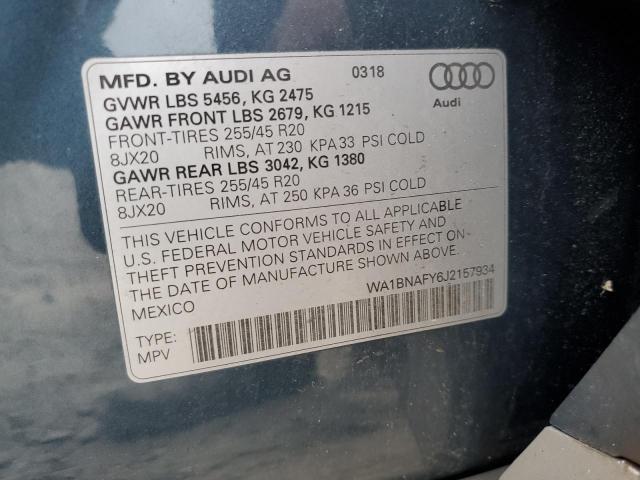 MFD. BY AUDI AG 0318
GVWR LBS 5456, KG 2475
GAWR FRONT LBS 2679, KG 1215
FRONT-TIRES 255/45 R20
8JX20 RIMS, AT 230 KPA 33 PSI COLD
GAWR REAR LBS 3042, KG 1380
REAR-TIRES 255/45 R20
8JX20 RIMS, AT 250 KPA 36 PSI COLD
Audi
THIS VEHICLE CONFORMS TO ALL APPLICABLE
U.S. FEDERAL MOTOR VEHICLE SAFETY AND
THEFT PREVENTION STANDARDS IN EFFECT ON
THE DATE OF MANUFACTURE SHOWN ABOVE.
MEXICO
WA1BNAFY6J2157934
TYPE:
MPV